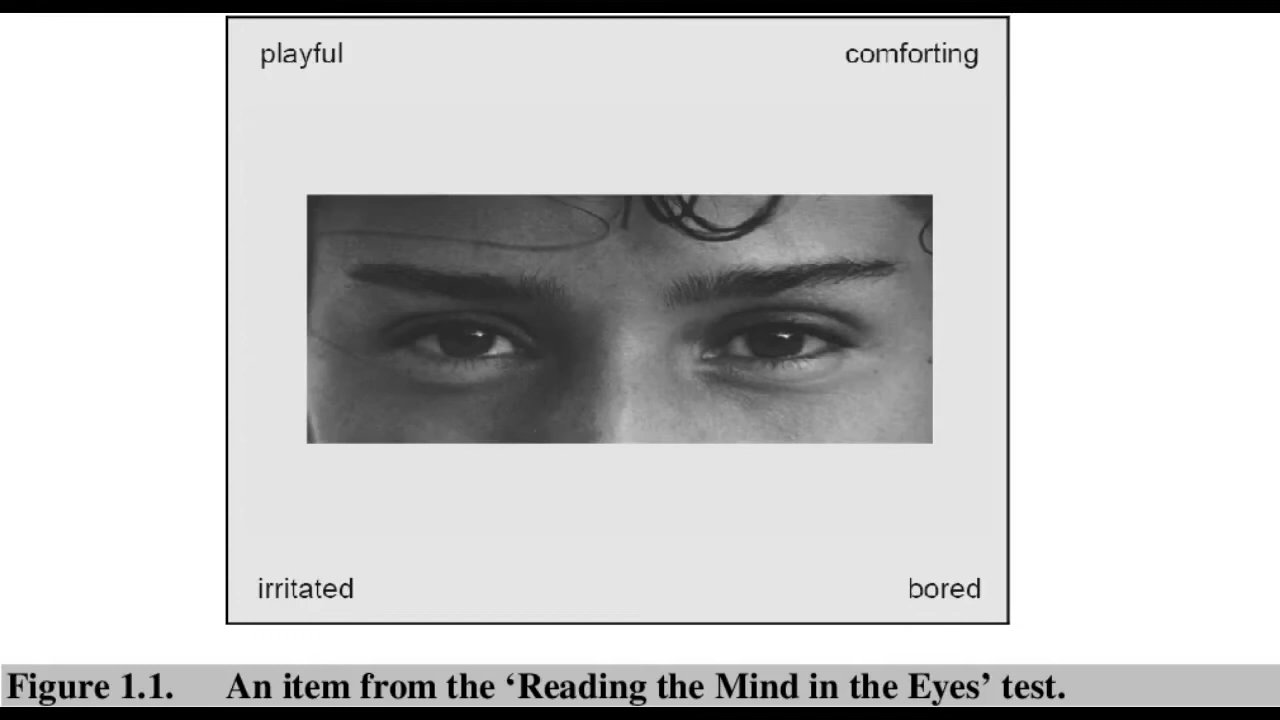 playful comforting
irritated bored
Figure 1.1. An item from the ‘Reading the Mind in the Eyes’ test.